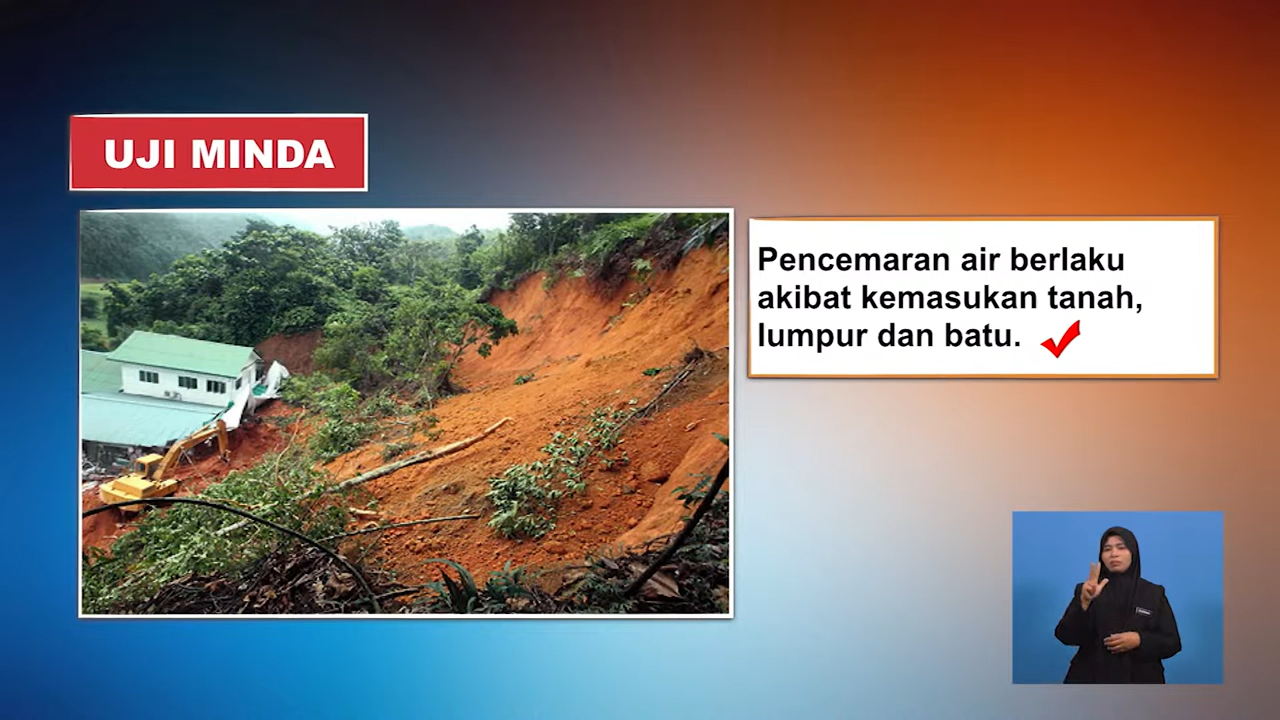 UJI MINDA
Pencemaran air berlaku
akibat kemasukan tanah,
lumpur dan batu.